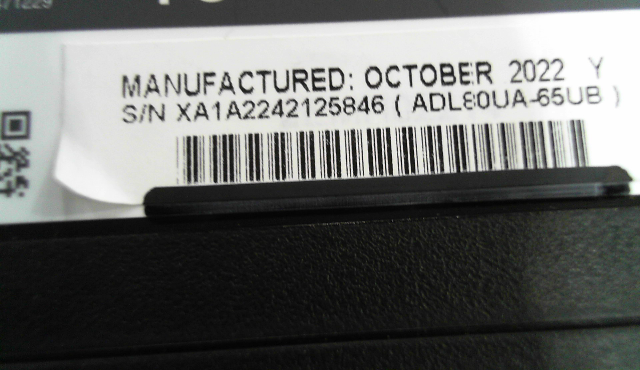 MANUFACTURED: OCTOBER 2022 Y
S/N XA1A2242125846 ( ADL80UA-65UB )